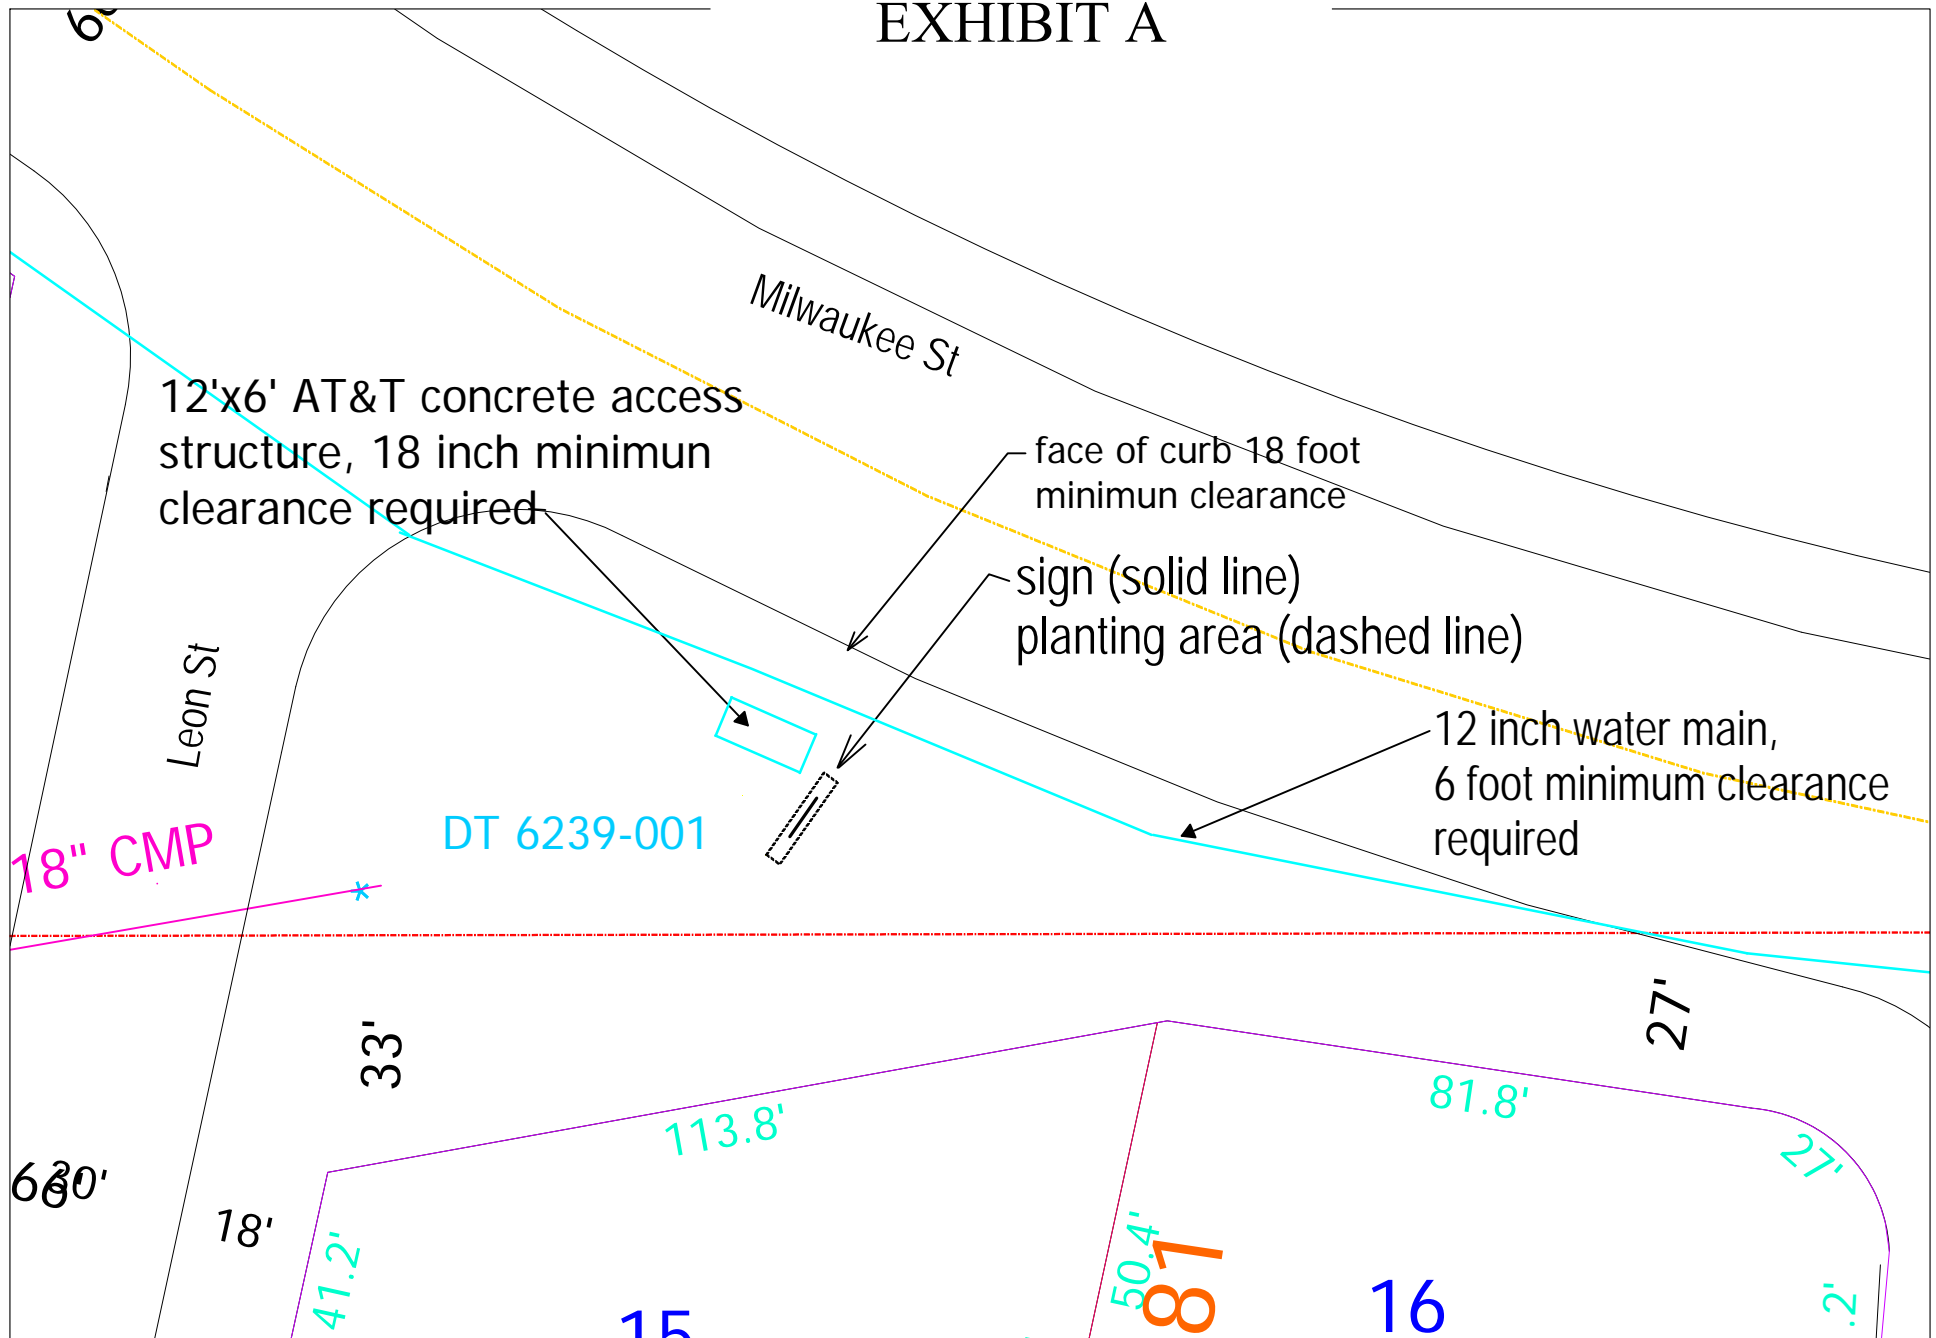 EXHIBIT A
Milwaukee St
12'x6' AT&T concrete access
structure, 18 inch minimun
clearance required
face of curb 18 foot
minimun clearance
sign (solid line)
planting area (dashed line)
Leon St
12 inch water main,
6 foot minimum clearance
required
DT 6239-001
18" CMP
*
33'
27'
113.8'
81.8'
27'
18'
41.2'
50.4'
81
15
16
.2'